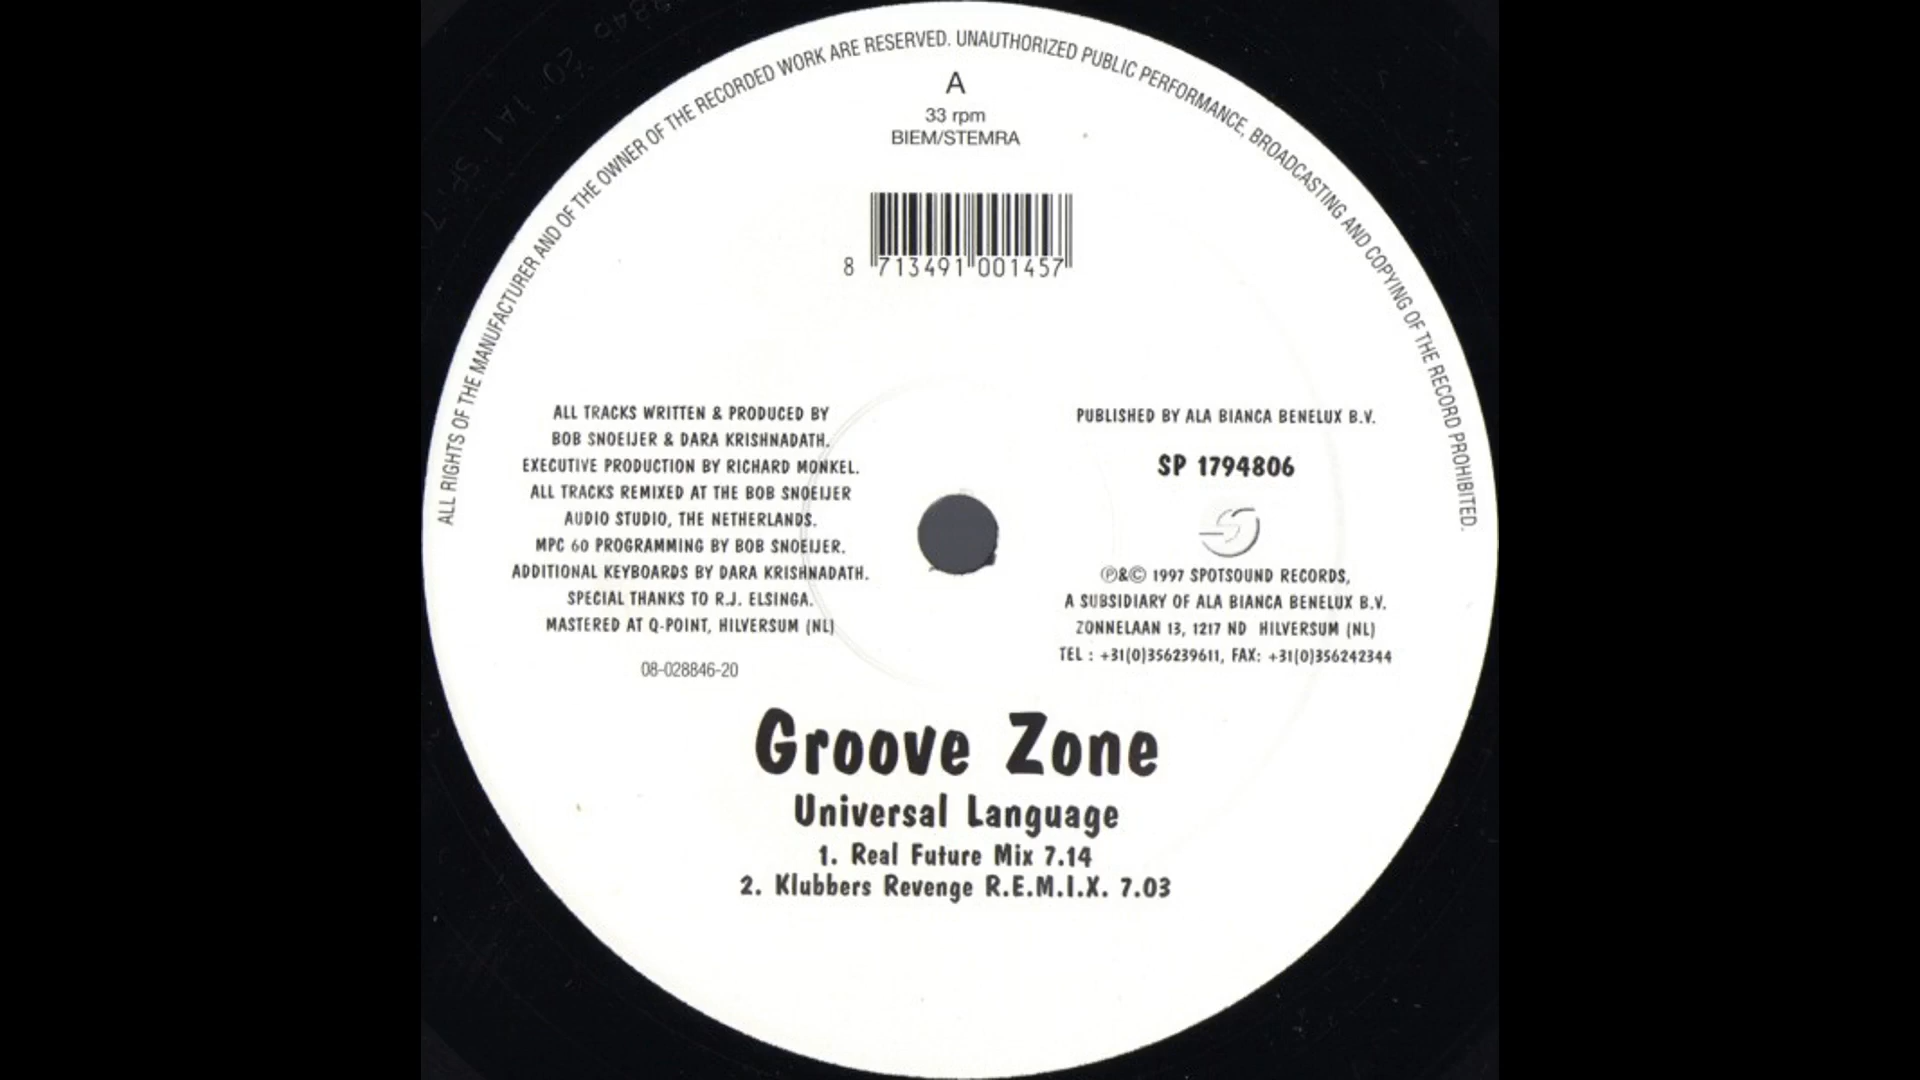 ALL RIGHTS OF THE MANUFACTURER AND OF THE OWNER OF THE RECORDED WORK ARE RESERVED. UNAUTHORIZED PUBLIC PERFORMANCE, BROADCASTING AND COPYING OF THE RECORD PROHIBITED.
A
33 rpm
BIEM/STEMRA
8 713491 001457
ALL TRACKS WRITTEN & PRODUCED BY
BOB SNOEIJER & DARA KRISHNADATH.
EXECUTIVE PRODUCTION BY RICHARD MONKEL.
ALL TRACKS REMIXED AT THE BOB SNOEIJER
AUDIO STUDIO, THE NETHERLANDS.
MPC 60 PROGRAMMING BY BOB SNOEIJER.
ADDITIONAL KEYBOARDS BY DARA KRISHNADATH.
SPECIAL THANKS TO R.J. ELSINGA.
MASTERED AT Q-POINT, HILVERSUM (NL)
08-028846-20
PUBLISHED BY ALA BIANCA BENELUX B.V.
SP 1794806
℗&© 1997 SPOTSOUND RECORDS,
A SUBSIDIARY OF ALA BIANCA BENELUX B.V.
ZONNELAAN 13, 1217 ND HILVERSUM (NL)
TEL : +31(0)356239611, FAX: +31(0)356242344
Groove Zone
Universal Language
1. Real Future Mix 7.14
2. Klubbers Revenge R.E.M.I.X. 7.03